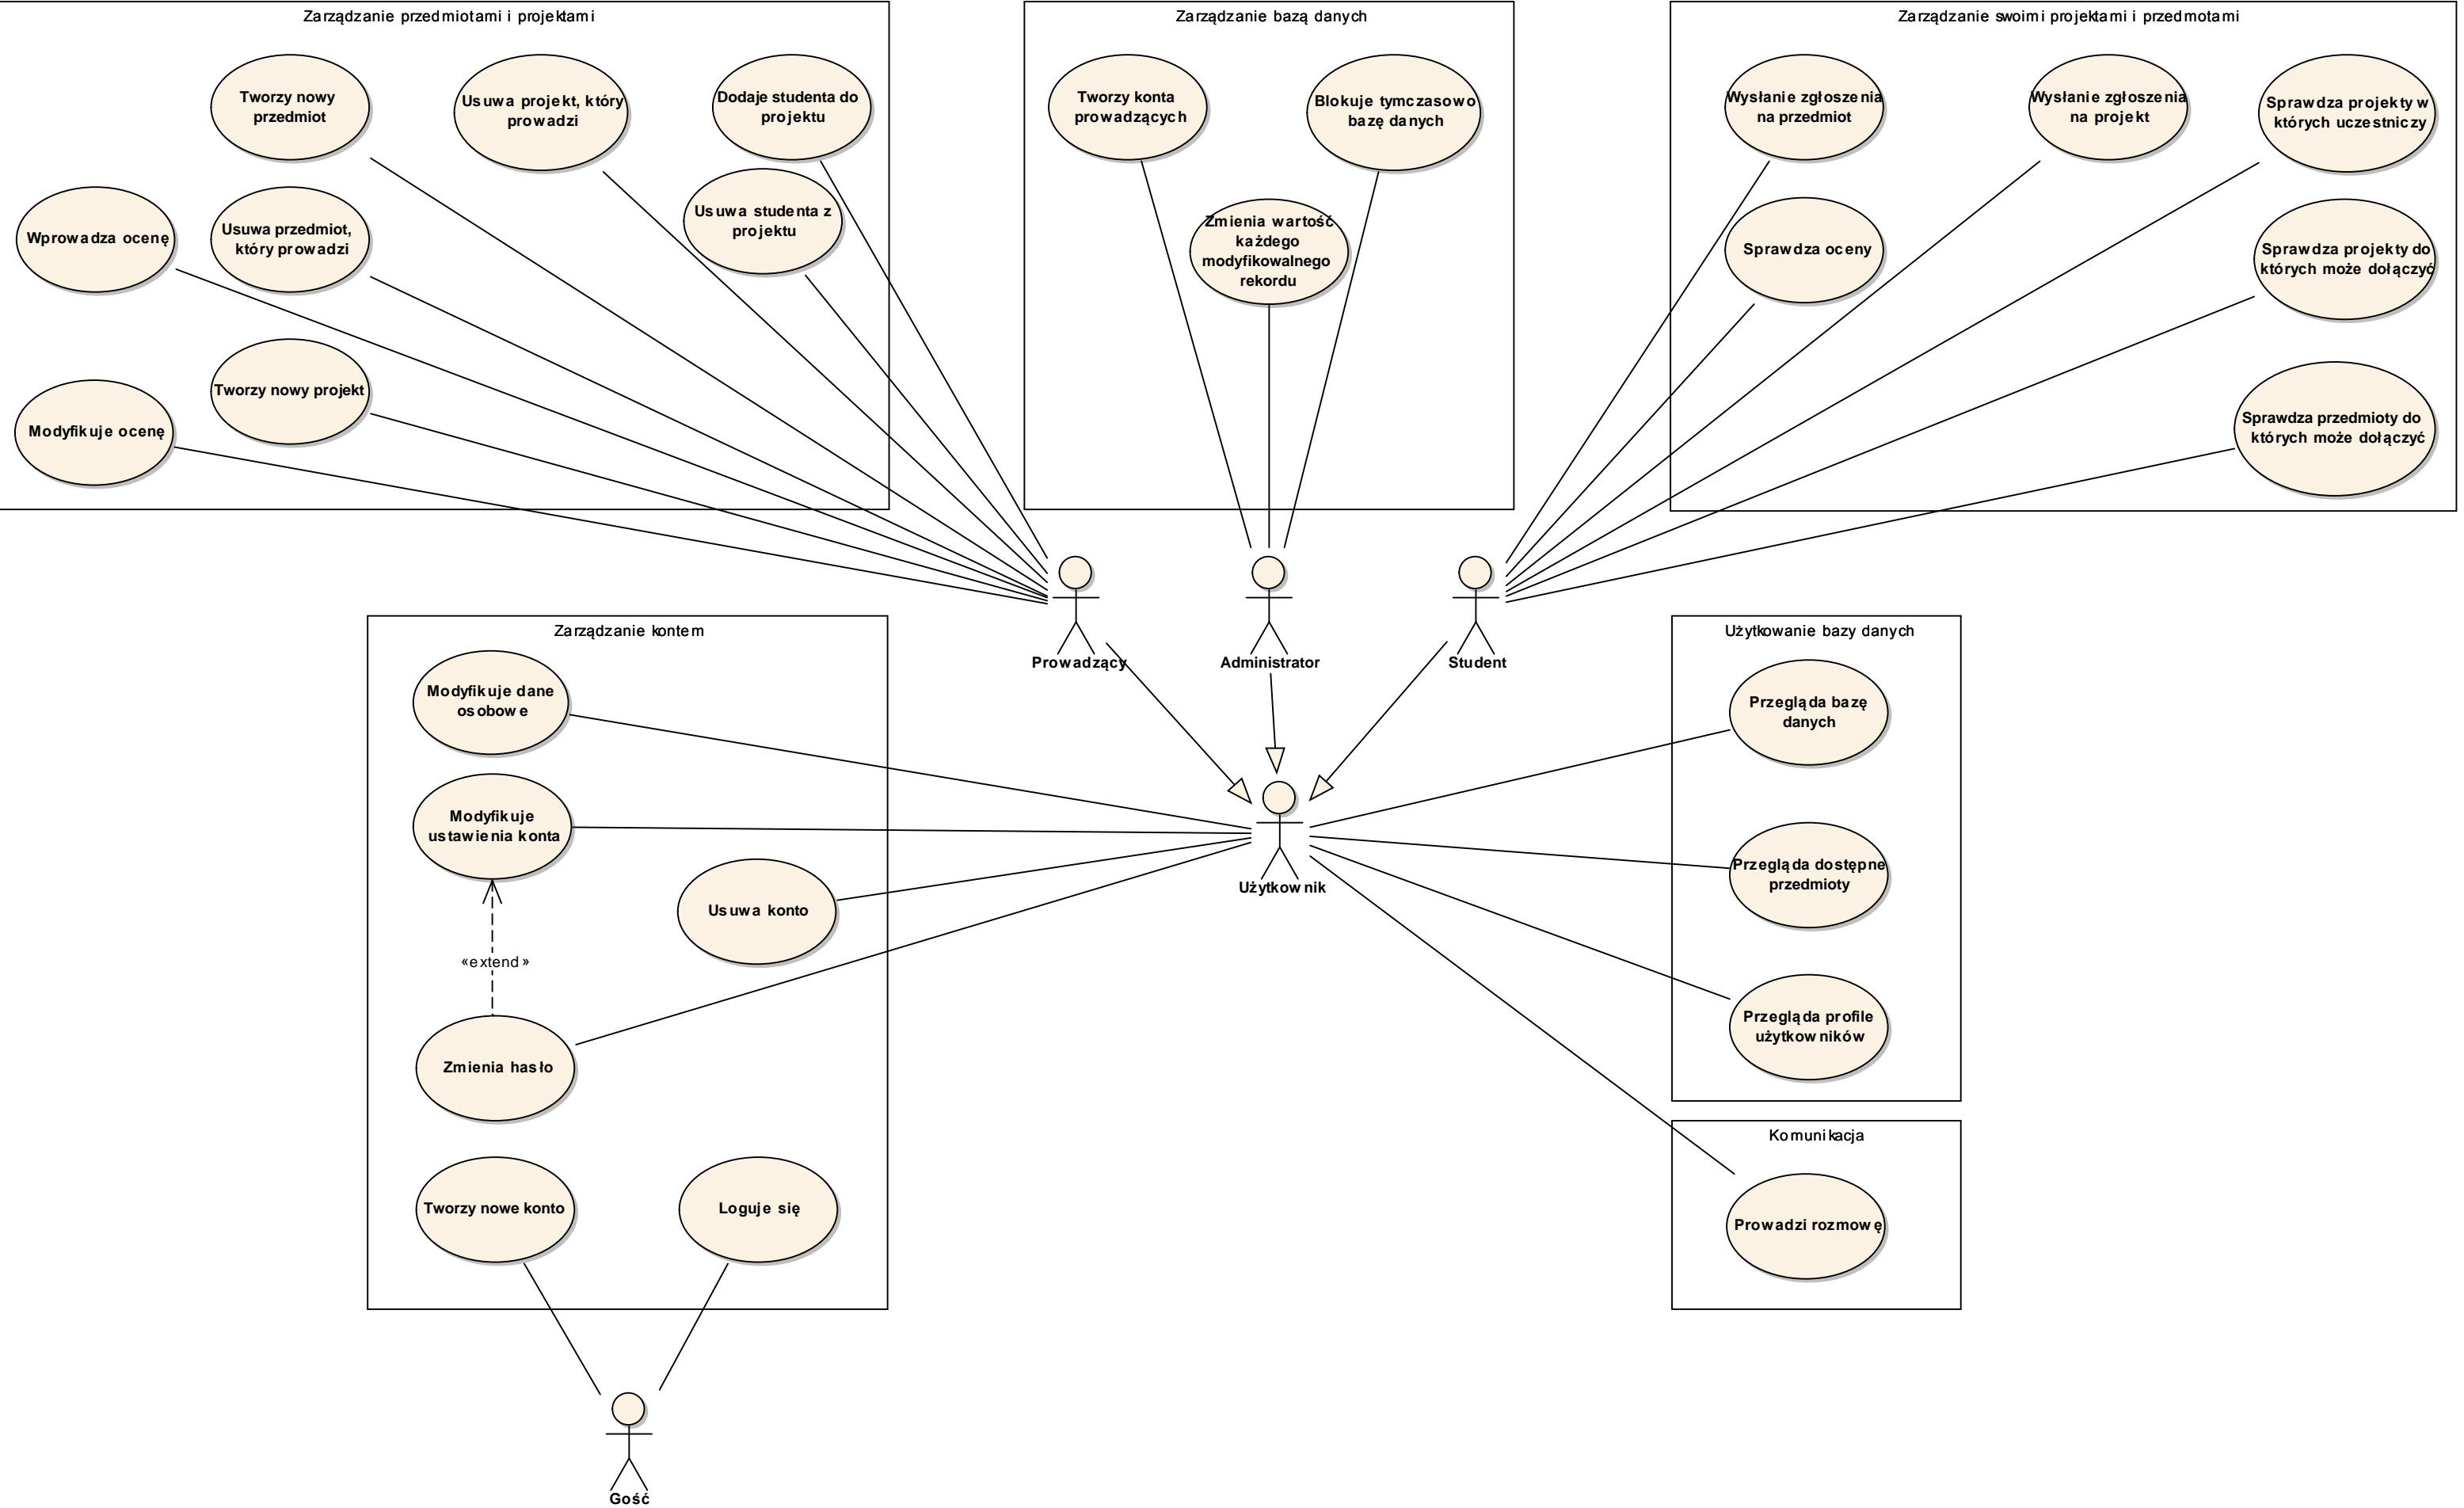 Zarządzanie przedmiotami i projektami
Tworzy nowy
przedmiot
Usuwa projekt, który
prowadzi
Dodaje studenta do
projektu
Usuwa studenta z
projektu
Wprowadza ocenę
Usuwa przedmiot,
który prowadzi
Tworzy nowy projekt
Modyfikuje ocenę
Zarządzanie bazą danych
Tworzy konta
prowadzących
Blokuje tymczasowo
bazę danych
Zmienia wartość
każdego
modyfikowalnego
rekordu
Zarządzanie swoimi projektami i przedmotami
Wysłanie zgłoszenia
na przedmiot
Wysłanie zgłoszenia
na projekt
Sprawdza projekty w
których uczestniczy
Sprawdza oceny
Sprawdza projekty do
których może dołączyć
Sprawdza przedmioty do
których może dołączyć
Prowadzący
Administrator
Student
Zarządzanie kontem
Modyfikuje dane
osobowe
Modyfikuje
ustawienia konta
Usuwa konto
«extend»
Zmienia hasło
Tworzy nowe konto
Loguje się
Użytkownik
Użytkowanie bazy danych
Przegląda bazę
danych
Przegląda dostępne
przedmioty
Przegląda profile
użytkowników
Komunikacja
Prowadzi rozmowę
Gość